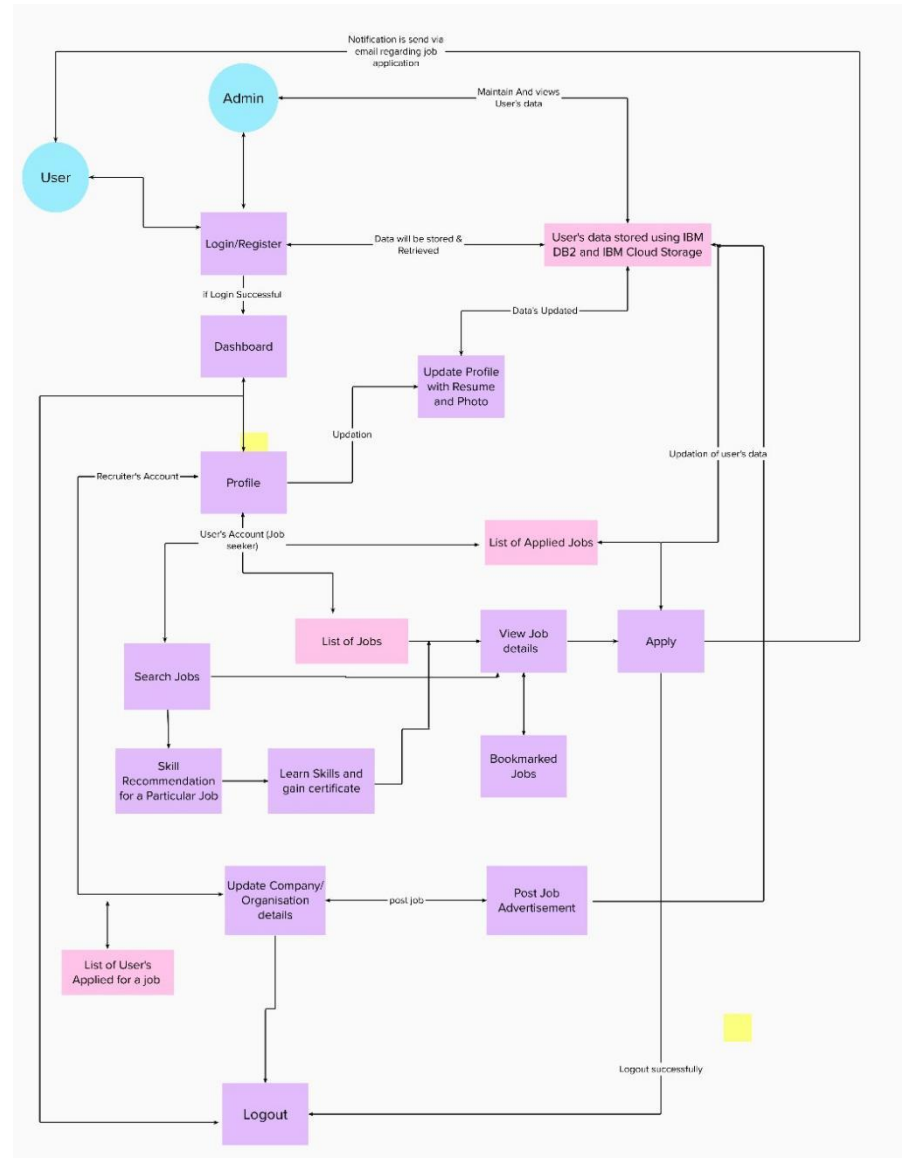 Notification is send via
email regarding job
application
Admin
Maintain And views
User's data
User
Login/Register
Data will be stored &
Retrieved
User's data stored using IBM
DB2 and IBM Cloud Storage
if Login Successful
Data's Updated
Dashboard
Update Profile
with Resume
and Photo
Updation
Updation of user's data
Recruiter's Account
Profile
User's Account (Job
seeker)
List of Applied Jobs
List of Jobs
View Job
details
Apply
Search Jobs
Skill
Recommendation
for a Particular Job
Learn Skills and
gain certificate
Bookmarked
Jobs
Update Company/
Organisation
details
post job
Post Job
Advertisement
List of User's
Applied for a job
Logout successfully
Logout